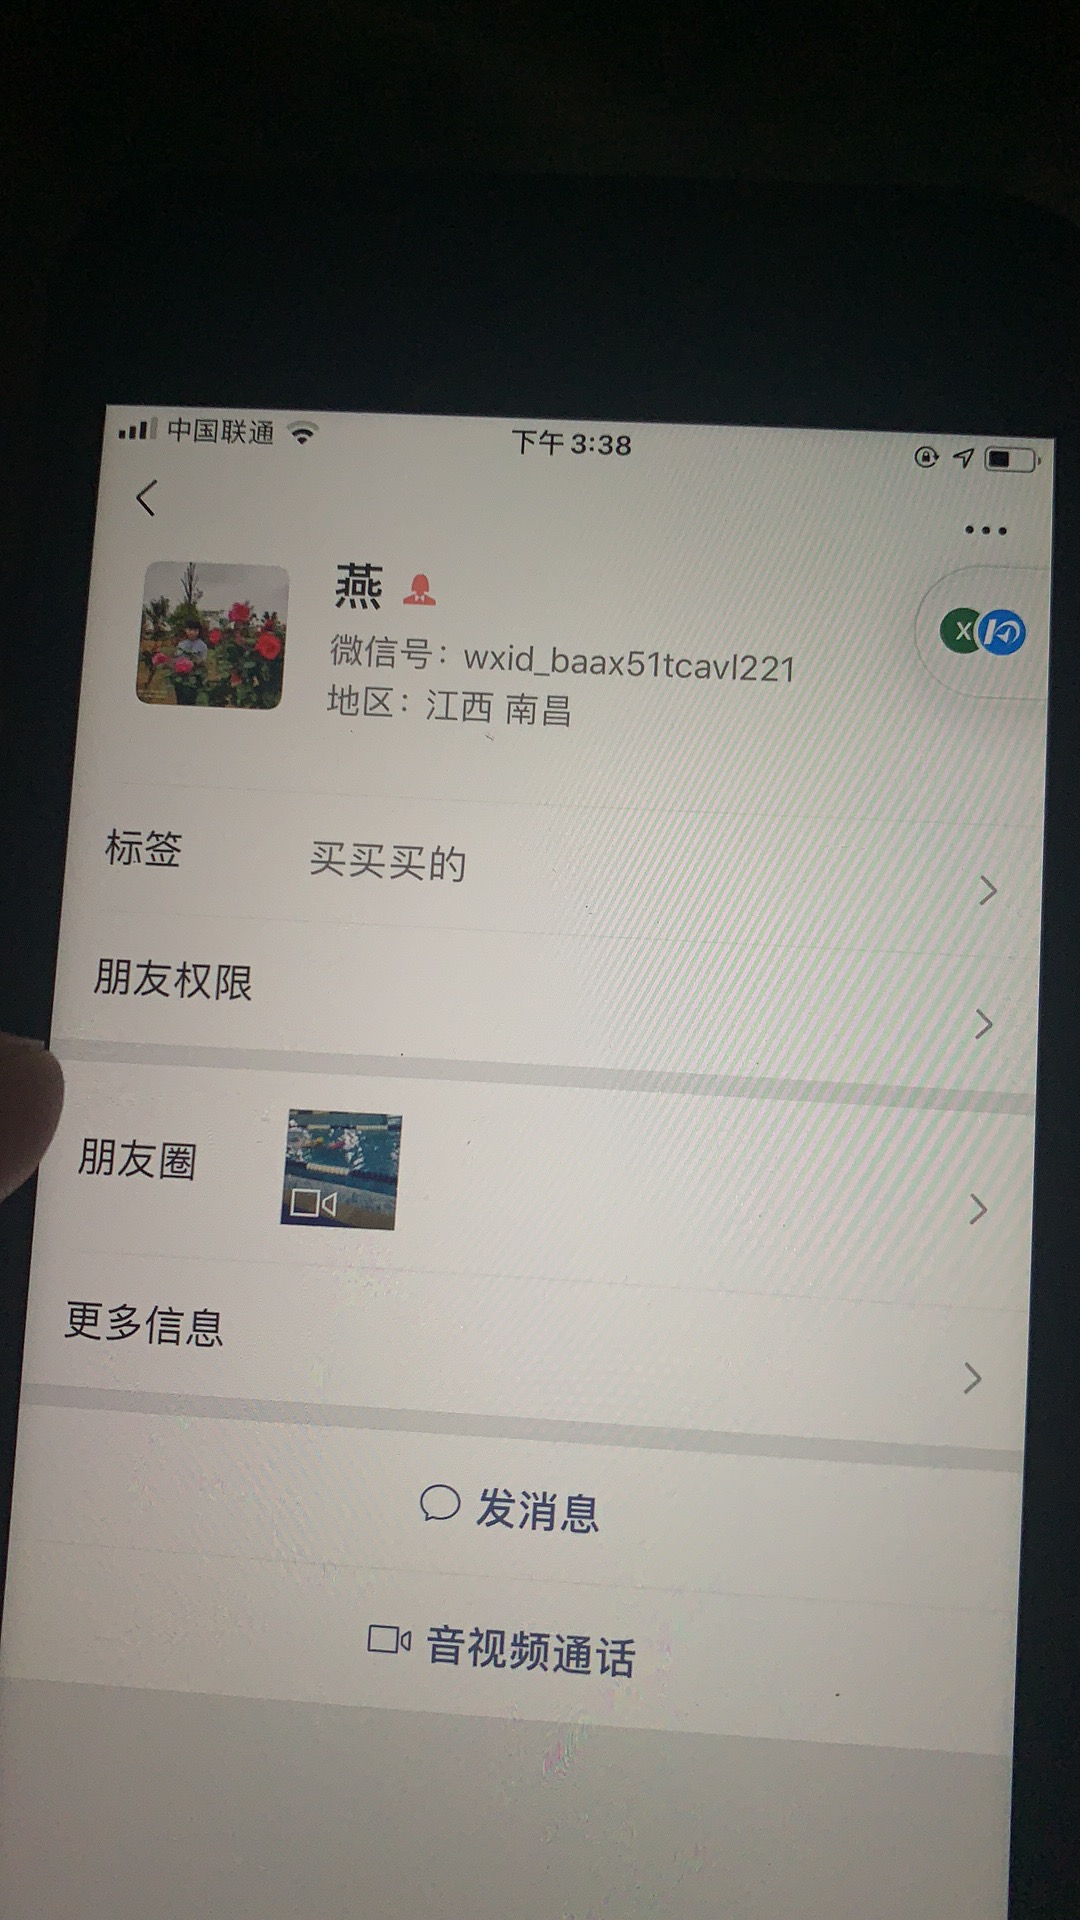 中国联通
下午3:38
燕
微信号：wxid_baax51tcavl221
地区：江西 南昌
X
标签 买买买的
朋友权限
朋友圈
更多信息
发消息
音视频通话